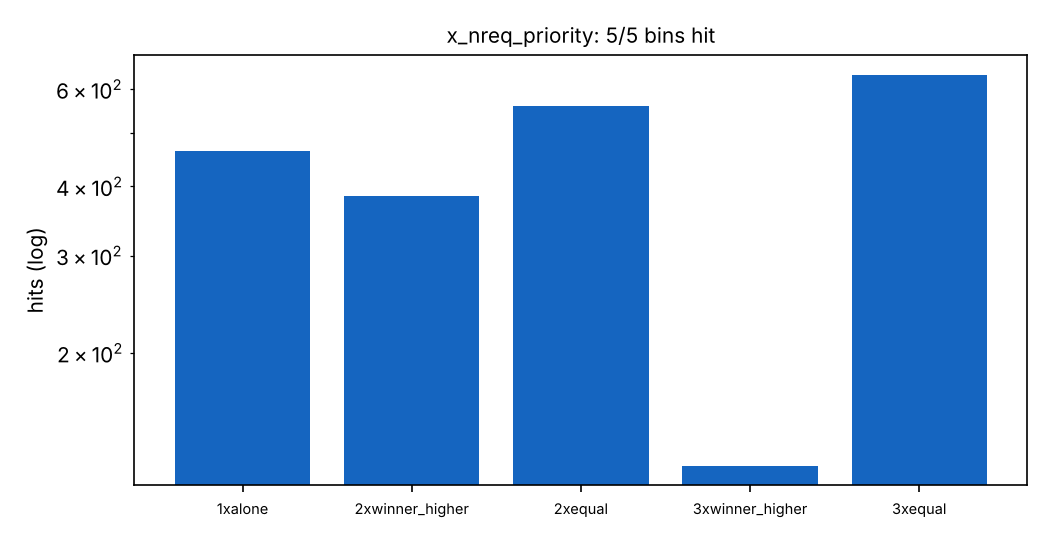 x_nreq_priority: 5/5 bins hit
hits (log)
6 × 10²
4 × 10²
3 × 10²
2 × 10²
1xalone
2xwinner_higher
2xequal
3xwinner_higher
3xequal